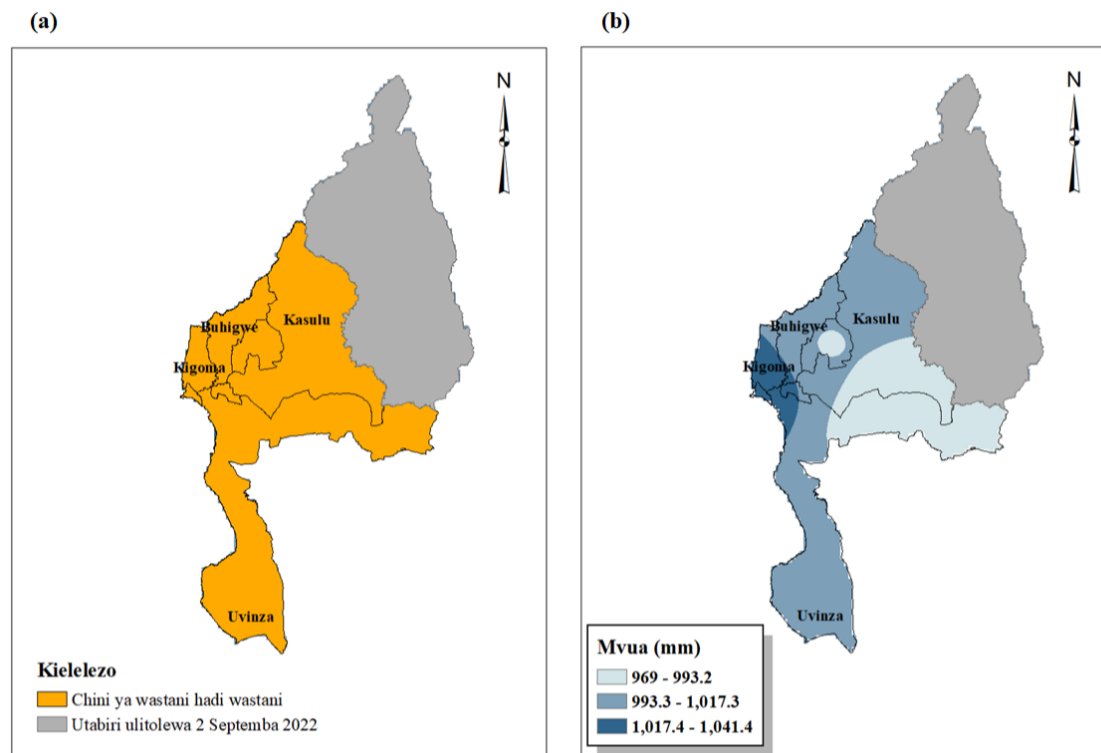 (a)
N
Buhigwe
Kasulu
Kigoma
Uvinza
Kielelezo
Chini ya wastani hadi wastani
Utabiri ulitolewa 2 Septemba 2022
(b)
N
Buhigwe
Kasulu
Kigoma
Uvinza
Mvua (mm)
969 - 993.2
993.3 - 1,017.3
1,017.4 - 1,041.4